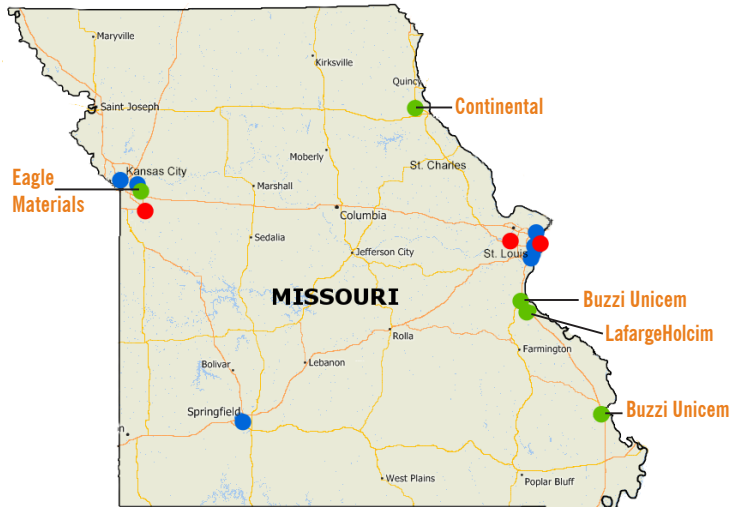 Maryville
Kirksville
Quincy
Saint Joseph
Continental
Moberly
St. Charles
Kansas City
Eagle
Materials
Marshall
Columbia
Sedalia
Jefferson City
St. Louis
MISSOURI
Buzzi Unicem
LafargeHolcim
Rolla
Farmington
Bolivar
Lebanon
Springfield
Buzzi Unicem
n
West Plains
Poplar Bluff